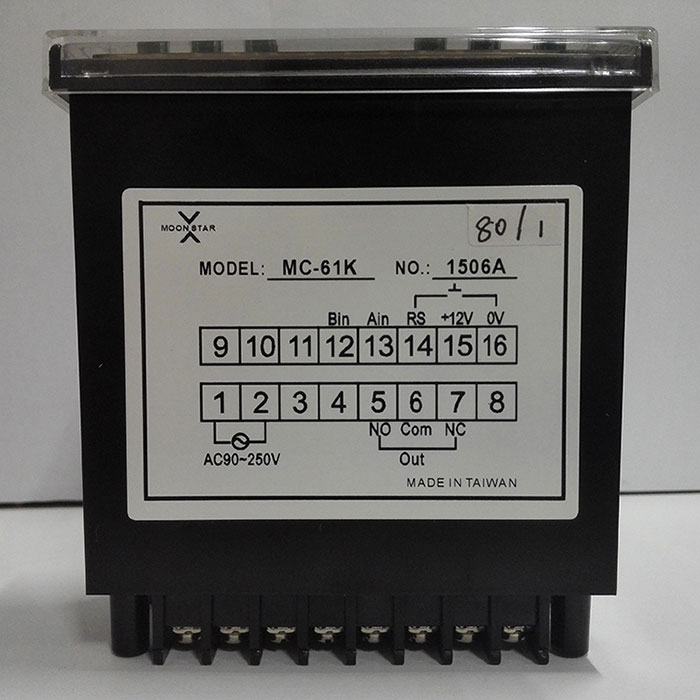 MOON STAR
80/1
MODEL: MC-61K NO.: 1506A
Bin Ain RS +12V 0V
9 10 11 12 13 14 15 16
1 2 3 4 5 6 7 8
NO Com NC
AC90~250V Out
MADE IN TAIWAN